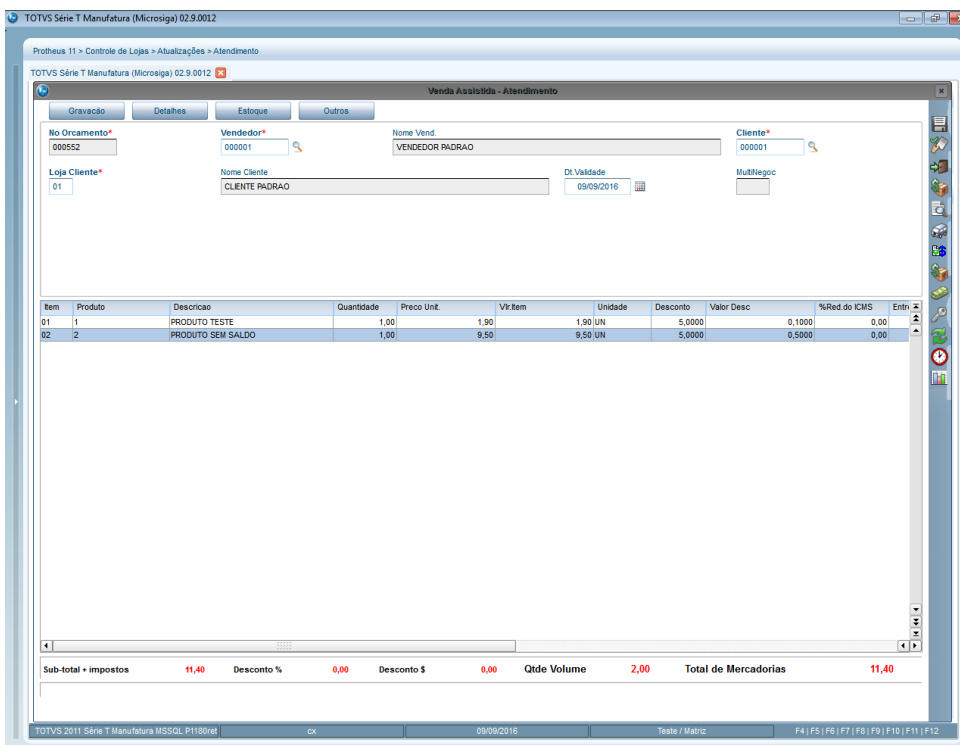 TOTVS Série T Manufatura (Microsiga) 02.9.0012
Protheus 11 > Controle de Lojas > Atualizações > Atendimento
TOTVS Série T Manufatura (Microsiga) 02.9.0012
Venda Assistida - Atendimento
Gravacão Detalhes Estoque Outros
No Orcamento* Vendedor* Nome Vend. Cliente*
000552 000001 VENDEDOR PADRAO 000001
Loja Cliente* Nome Cliente Dt.Validade MultiNegoc
01 CLIENTE PADRAO 09/09/2016
Item Produto Descricao Quantidade Preco Unit. Vlr.Item Unidade Desconto Valor Desc %Red.do ICMS Entre
01 1 PRODUTO TESTE 1,00 1,90 1,90 UN 5,0000 0,1000 0,00
02 2 PRODUTO SEM SALDO 1,00 9,50 9,50 UN 5,0000 0,5000 0,00
Sub-total + impostos 11,40 Desconto % 0,00 Desconto $ 0,00 Qtde Volume 2,00 Total de Mercadorias 11,40
TOTVS 2011 Série T Manufatura MSSQL P1180ret cx 09/09/2016 Teste / Matriz F4 | F5 | F6 | F7 | F8 | F9 | F10 | F11 | F12